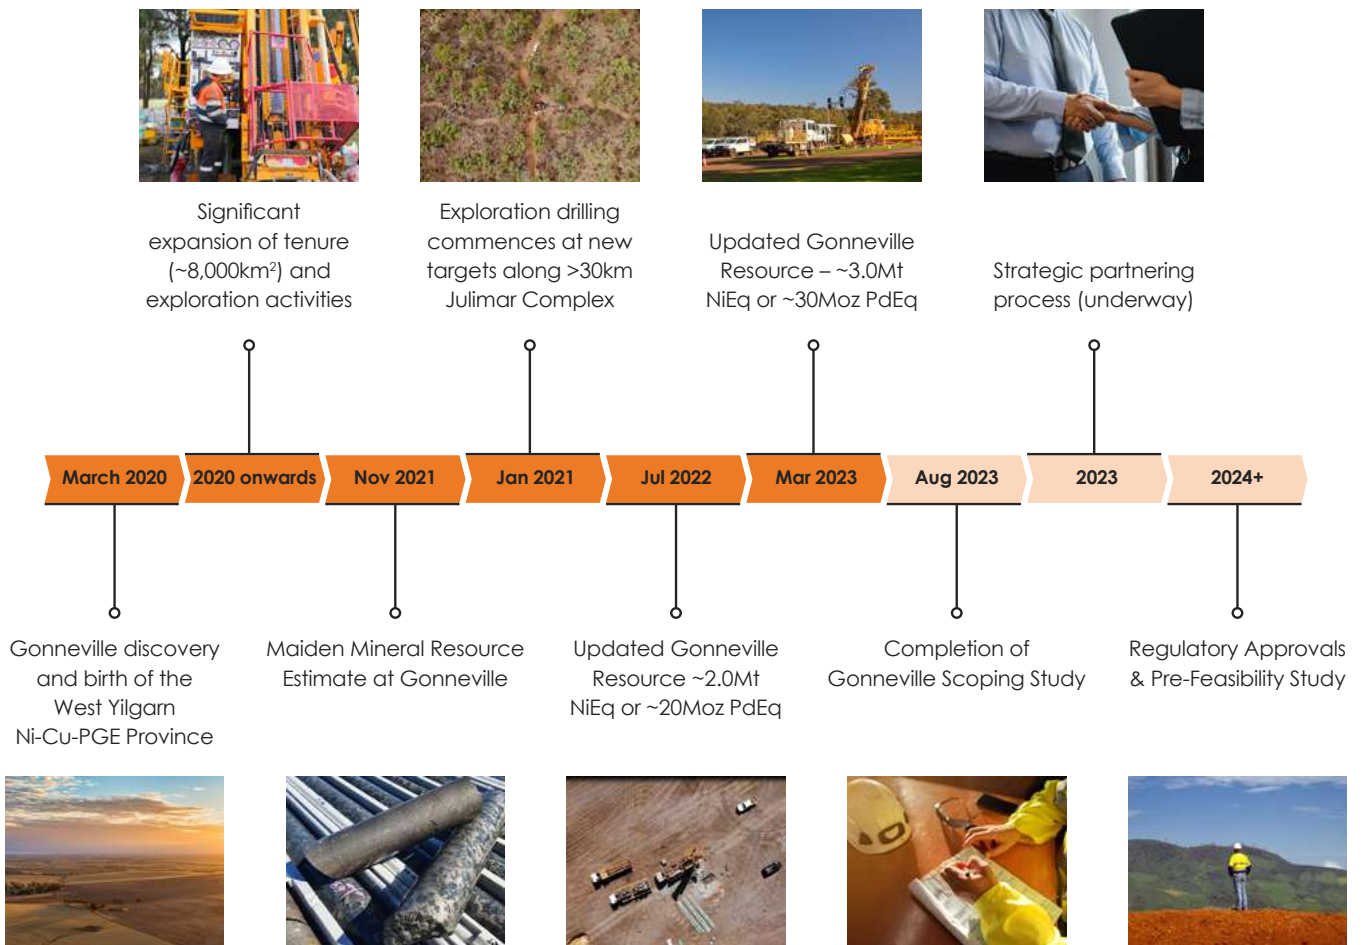 Significant
expansion of tenure
(~8,000km²) and
exploration activities
Exploration drilling
commences at new
targets along >30km
Julimar Complex
Updated Gonneville
Resource – ~3.0Mt
NiEq or ~30Moz PdEq
Strategic partnering
process (underway)
March 2020
2020 onwards
Nov 2021
Jan 2021
Jul 2022
Mar 2023
Aug 2023
2023
2024+
Gonneville discovery
and birth of the
West Yilgarn
Ni-Cu-PGE Province
Maiden Mineral Resource
Estimate at Gonneville
Updated Gonneville
Resource ~2.0Mt
NiEq or ~20Moz PdEq
Completion of
Gonneville Scoping Study
Regulatory Approvals
& Pre-Feasibility Study